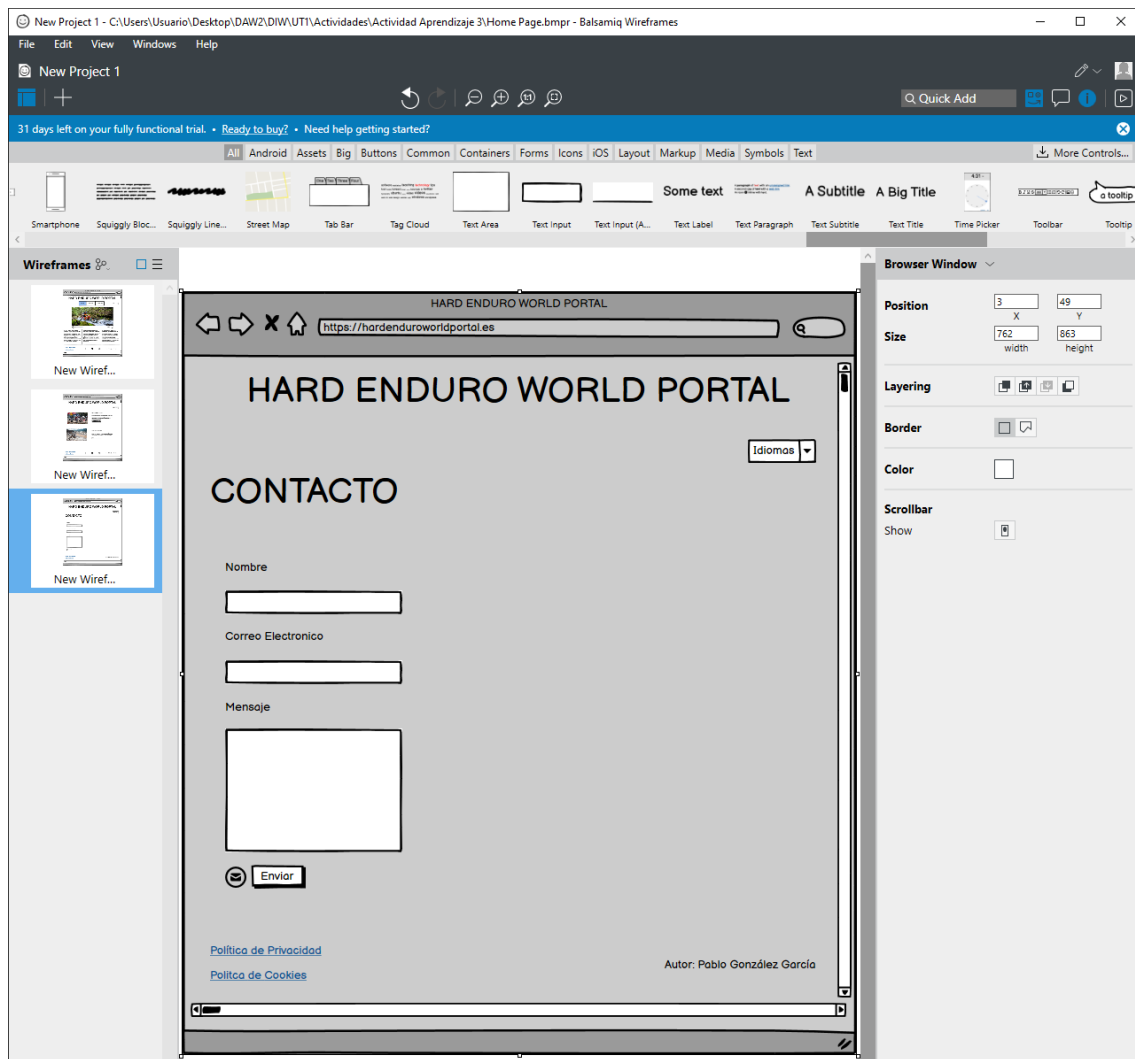 New Project 1 - C:\Users\Usuario\Desktop\DAW2\DIW\UT1\Actividades\Actividad Aprendizaje 3\Home Page.bmpr - Balsamiq Wireframes
File Edit View Windows Help
New Project 1
Quick Add
31 days left on your fully functional trial. • Ready to buy? • Need help getting started?
All Android Assets Big Buttons Common Containers Forms Icons iOS Layout Markup Media Symbols Text More Controls...
Some text A Subtitle A Big Title a tooltip
Smartphone Squiggly Bloc... Squiggly Line... Street Map Tab Bar Tag Cloud Text Area Text Input Text Input (A... Text Label Text Paragraph Text Subtitle Text Title Time Picker Toolbar Tooltip
Wireframes
New Wiref...
New Wiref...
New Wiref...
HARD ENDURO WORLD PORTAL
https://hardenduroworldportal.es
HARD ENDURO WORLD PORTAL
Idiomas
CONTACTO
Nombre
Correo Electronico
Mensaje
Enviar
Política de Privacidad
Politca de Cookies
Autor: Pablo González García
Browser Window
Position 3 49
X Y
Size 762 863
width height
Layering
Border
Color
Scrollbar
Show